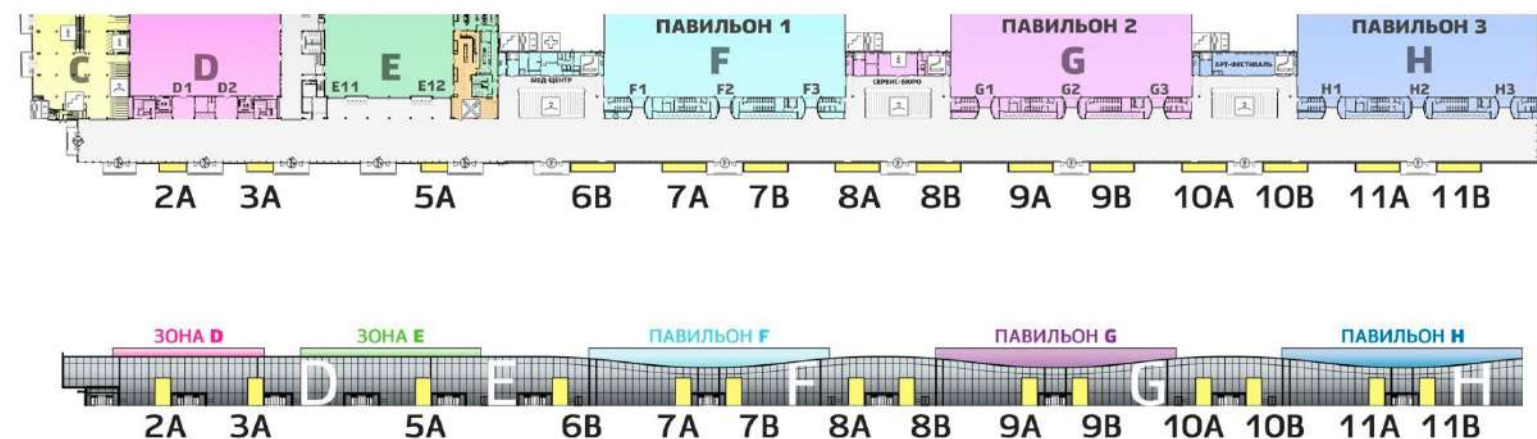 ПАВИЛЬОН 1
ПАВИЛЬОН 2
ПАВИЛЬОН 3
C
D
E
F
G
H
МЕД-ЦЕНТР
СЕРВИС-БЮРО
АРТ-ФЕСТИВАЛЬ
D1 D2
E11 E12
F1 F2 F3
G1 G2 G3
H1 H2 H3
2A 3A 5A 6B 7A 7B 8A 8B 9A 9B 10A 10B 11A 11B
ЗОНА D
ЗОНА E
ПАВИЛЬОН F
ПАВИЛЬОН G
ПАВИЛЬОН H
D E F G H
2A 3A 5A 6B 7A 7B 8A 8B 9A 9B 10A 10B 11A 11B